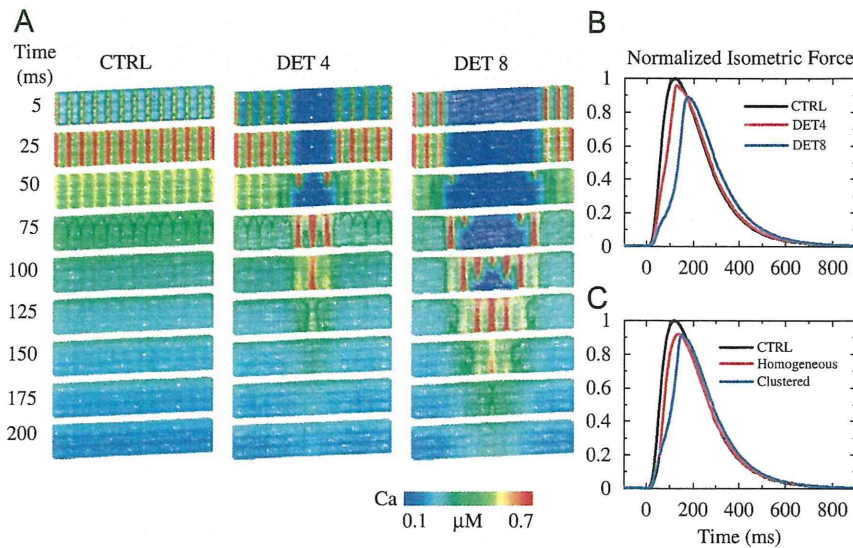 A
Time
(ms)
CTRL
DET 4
DET 8
5
25
50
75
100
125
150
175
200
Ca
0.1
µM
0.7
B
Normalized Isometric Force
1
0.8
0.6
0.4
0.2
0
CTRL
DET4
DET8
0
200
400
600
800
C
1
0.8
0.6
0.4
0.2
0
CTRL
Homogeneous
Clustered
0
200
400
600
800
Time (ms)